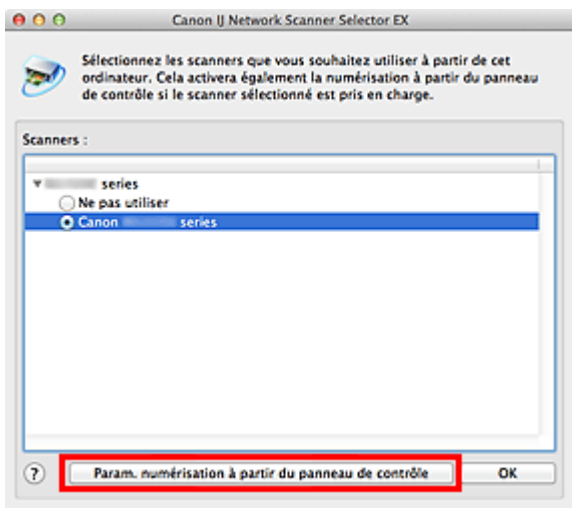 Canon IJ Network Scanner Selector EX
Sélectionnez les scanners que vous souhaitez utiliser à partir de cet
ordinateur. Cela activera également la numérisation à partir du panneau
de contrôle si le scanner sélectionné est pris en charge.
Scanners :
series
Ne pas utiliser
Canon series
? Param. numérisation à partir du panneau de contrôle OK